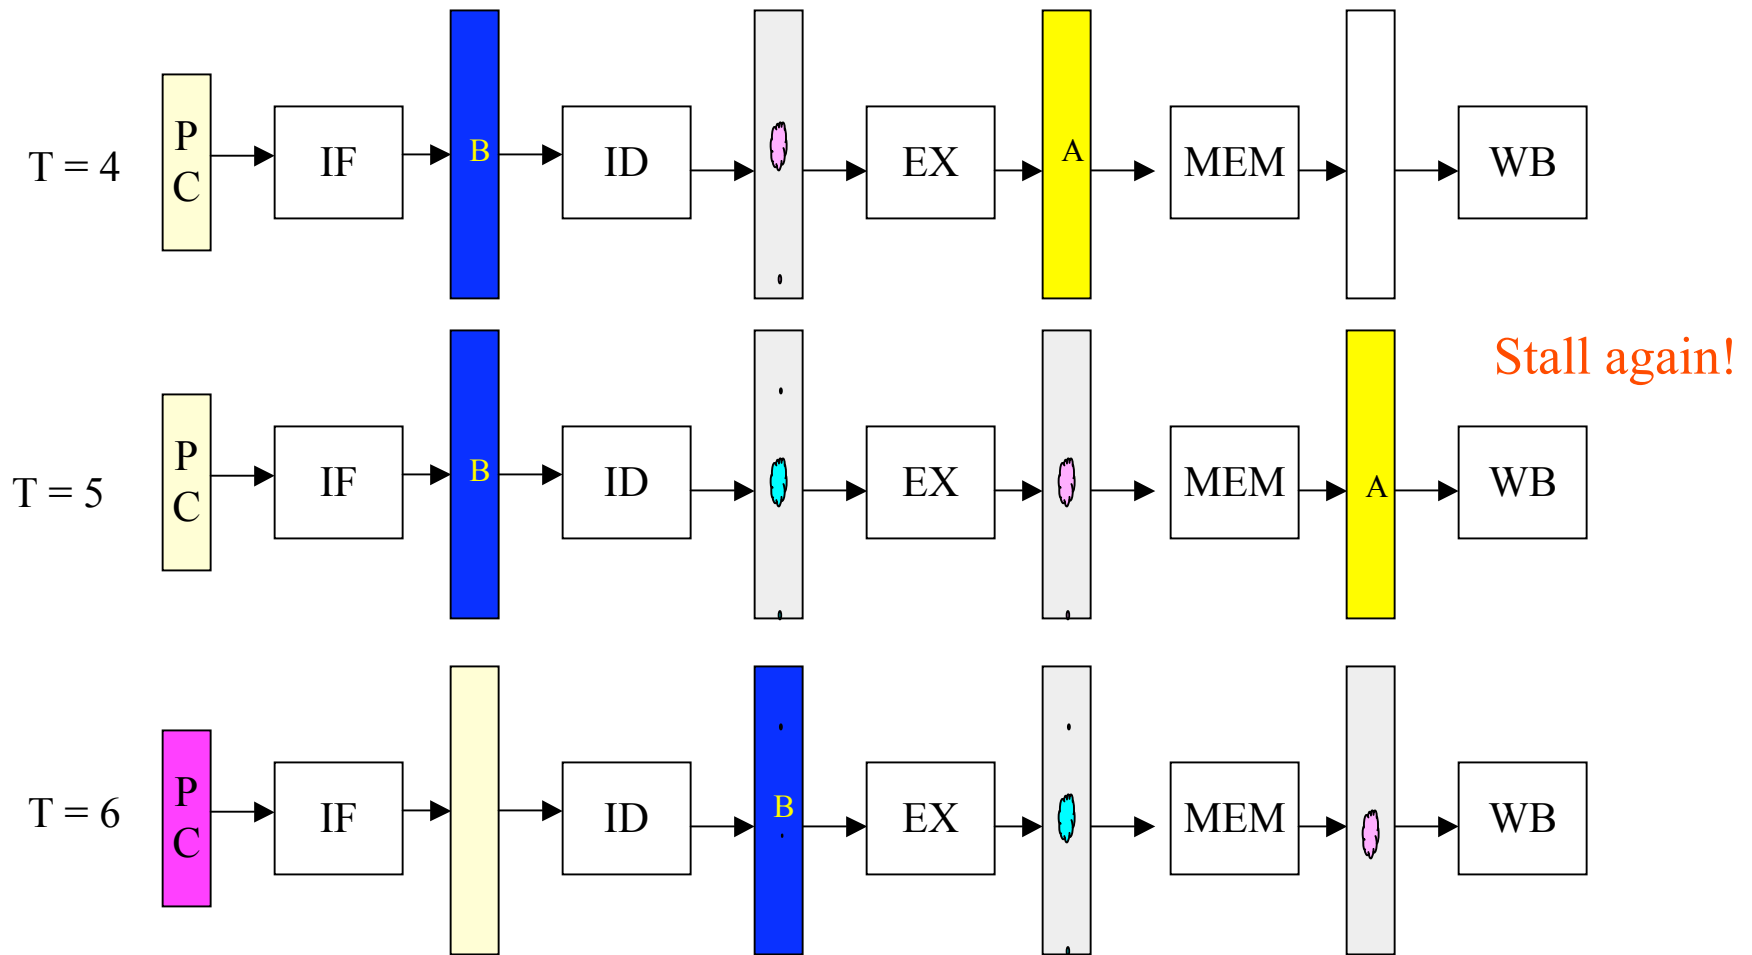 T = 4
P
C
IF
B
ID
EX
A
MEM
WB
Stall again!
T = 5
P
C
IF
B
ID
EX
MEM
A
WB
T = 6
P
C
IF
ID
B
EX
MEM
WB